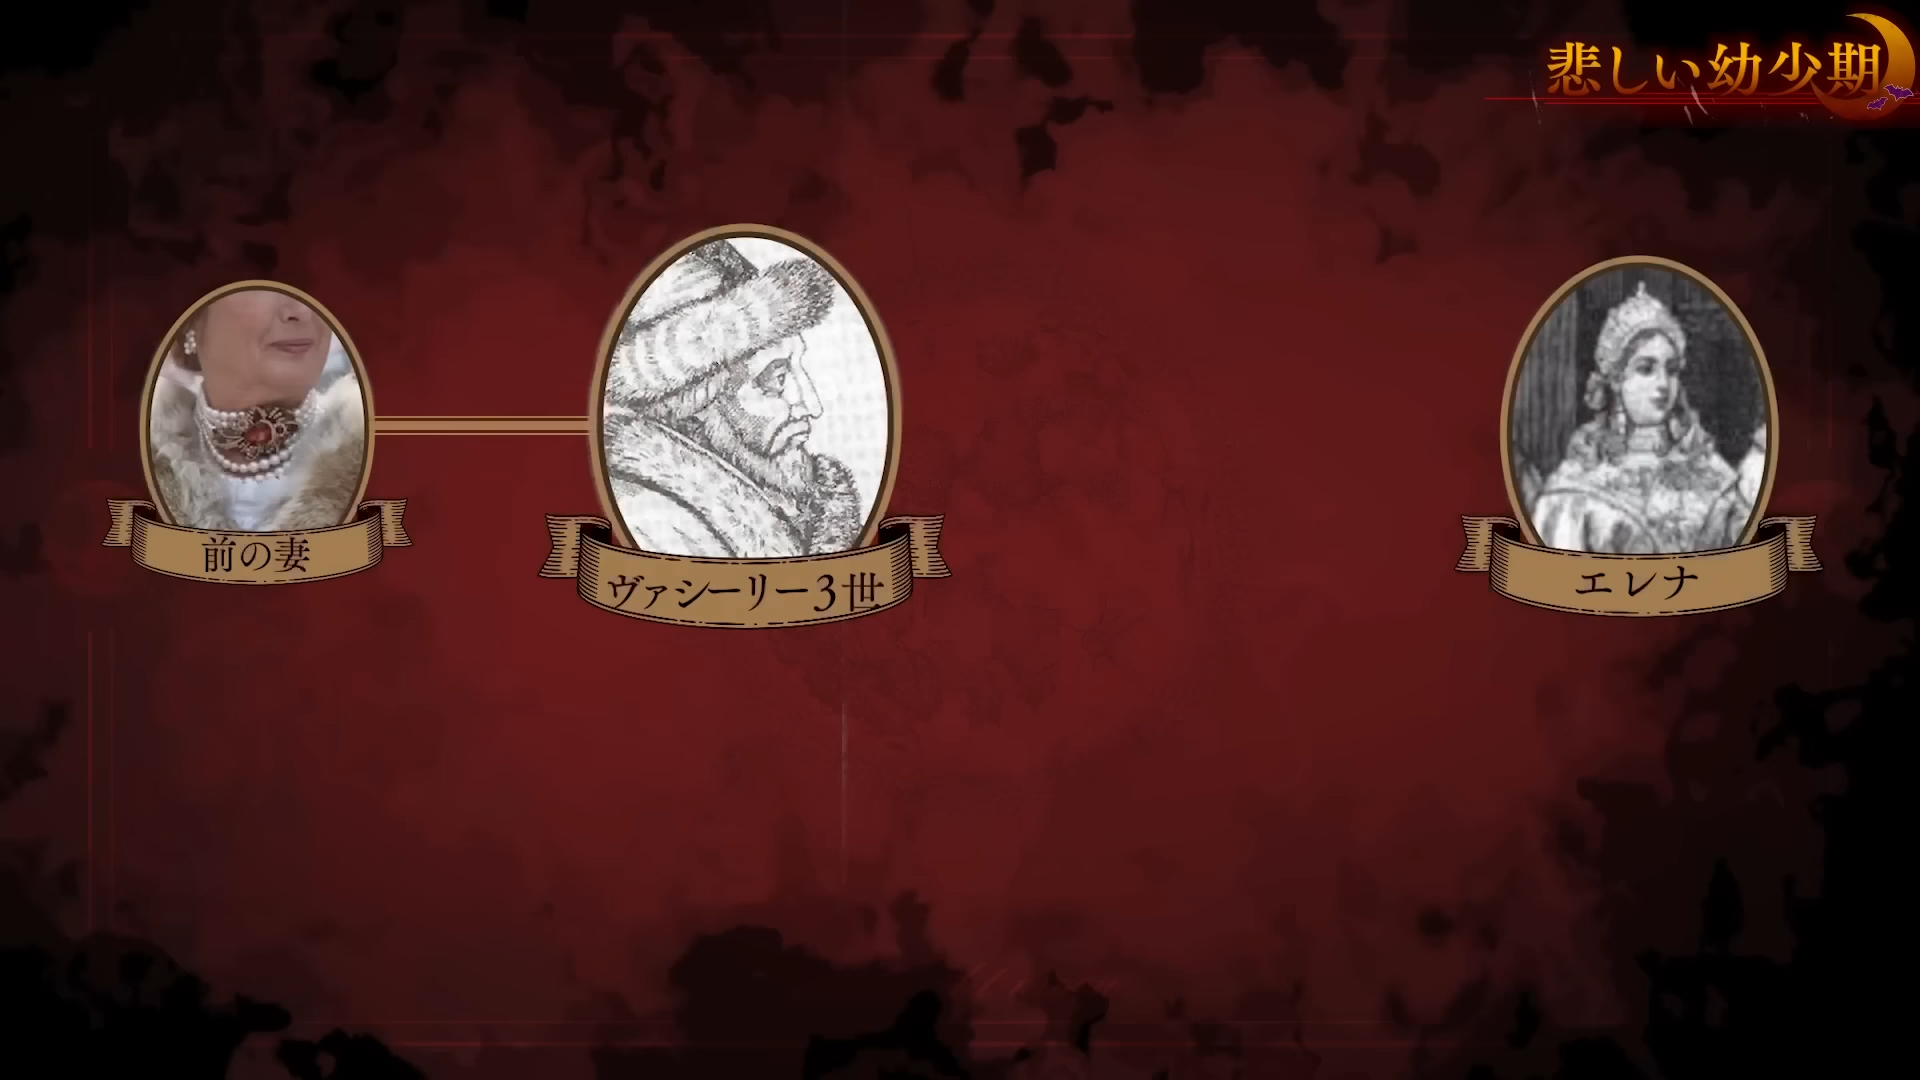 悲しい幼少期
前の妻
ヴァシーリー3世
エレナ